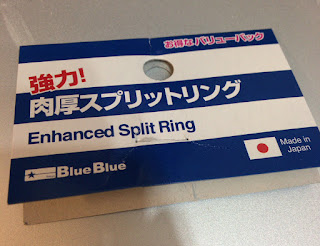 お得なバリューパック
強力!
肉厚スプリットリング
Enhanced Split Ring
BlueBlue
Made in
Japan